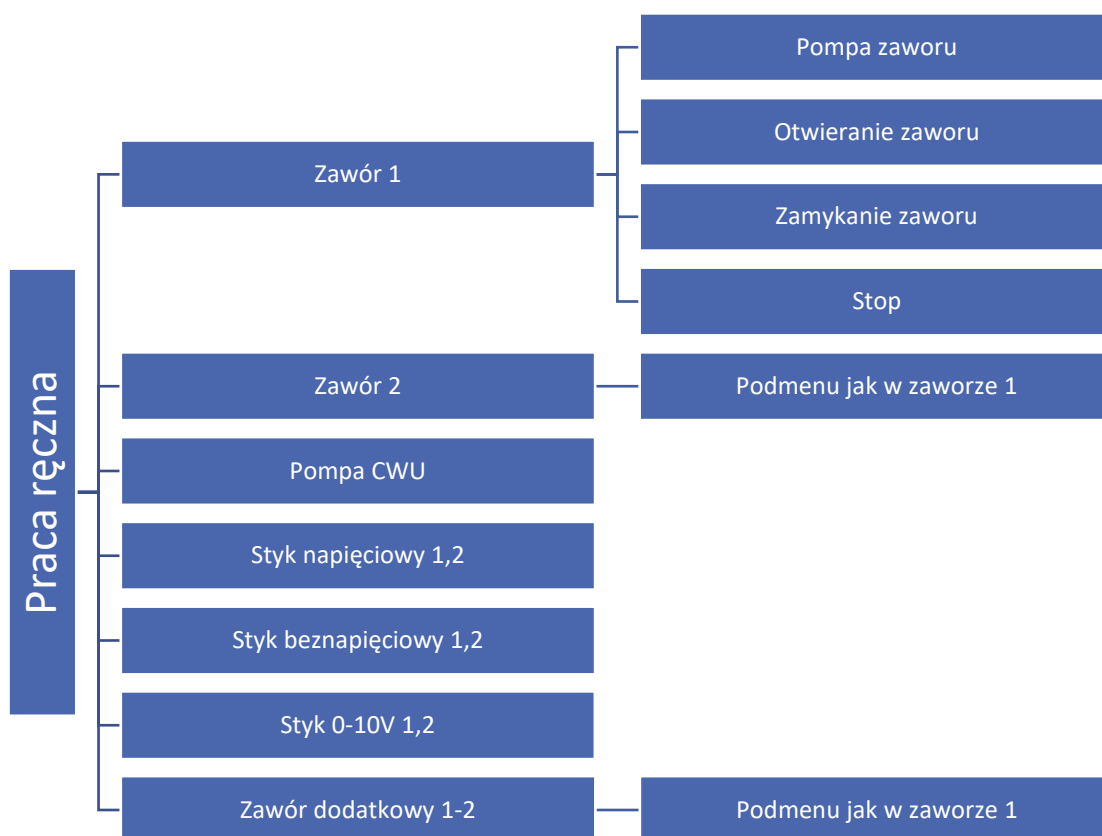 Praca ręczna
Zawór 1
Pompa zaworu
Otwieranie zaworu
Zamykanie zaworu
Stop
Zawór 2
Podmenu jak w zaworze 1
Pompa CWU
Styk napięciowy 1,2
Styk beznapięciowy 1,2
Styk 0-10V 1,2
Zawór dodatkowy 1-2
Podmenu jak w zaworze 1